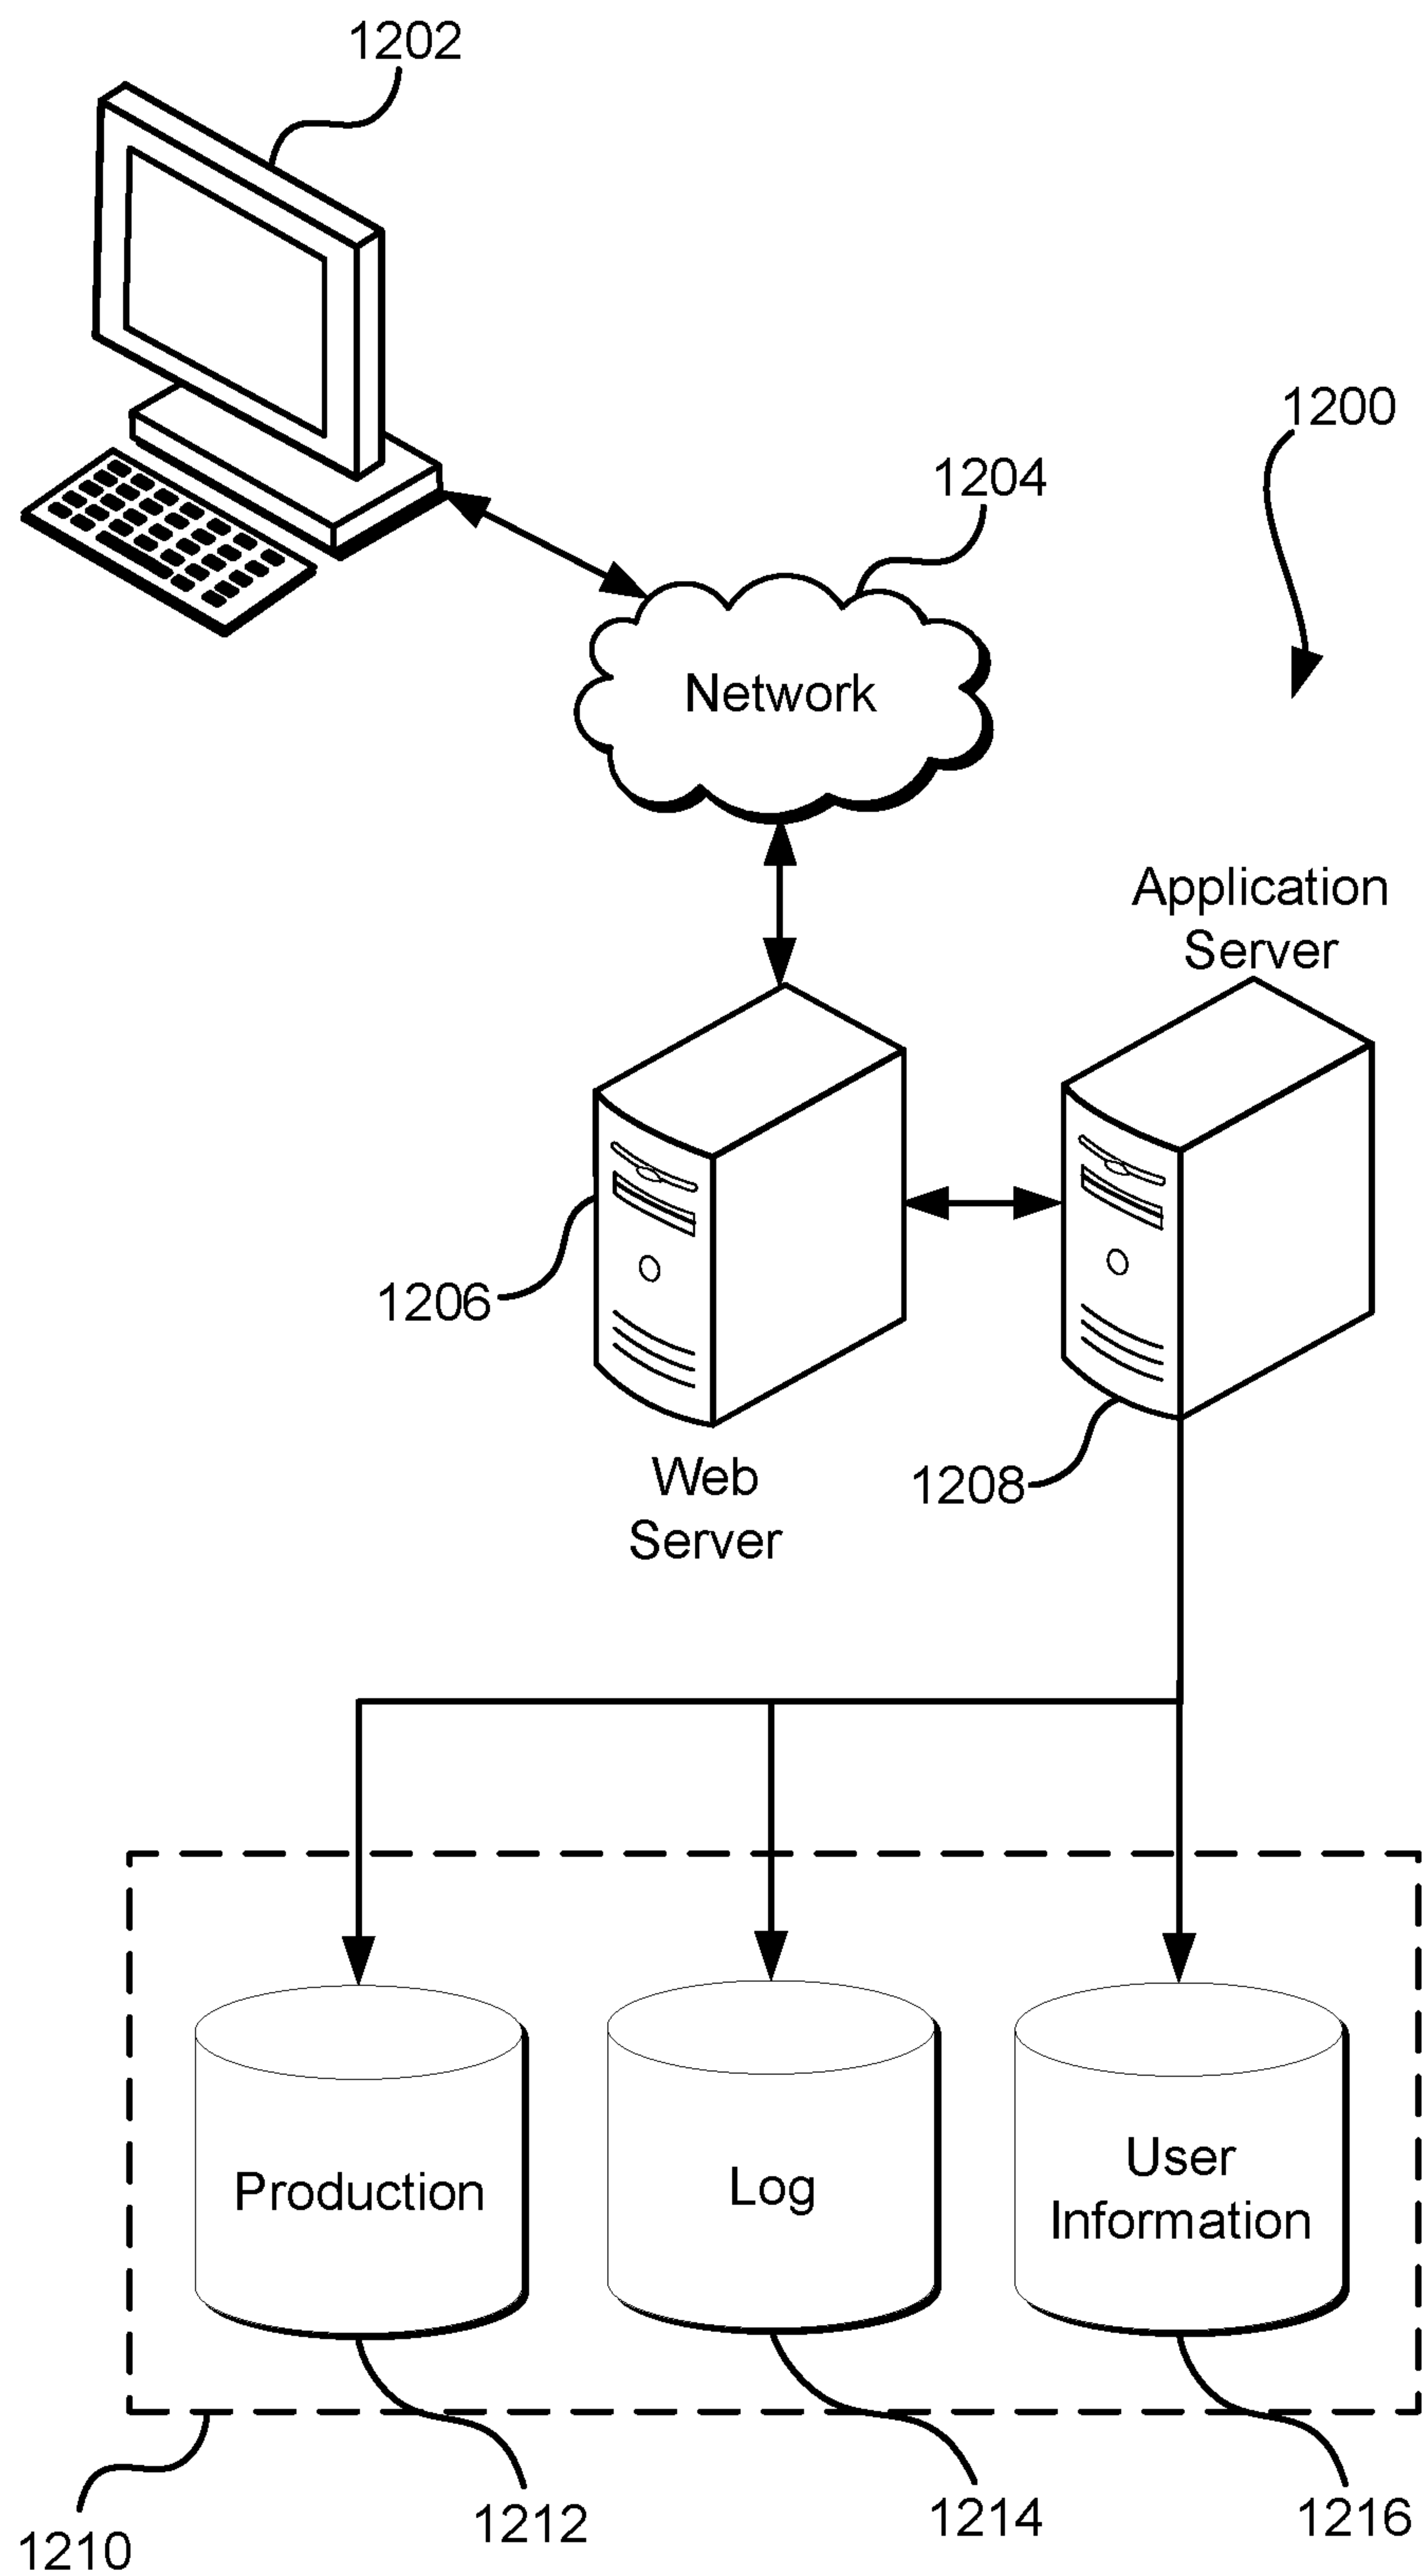 1202
1200
1204
Network
Application
Server
1206
Web
Server
1208
Production
Log
User
Information
1210
1212
1214
1216